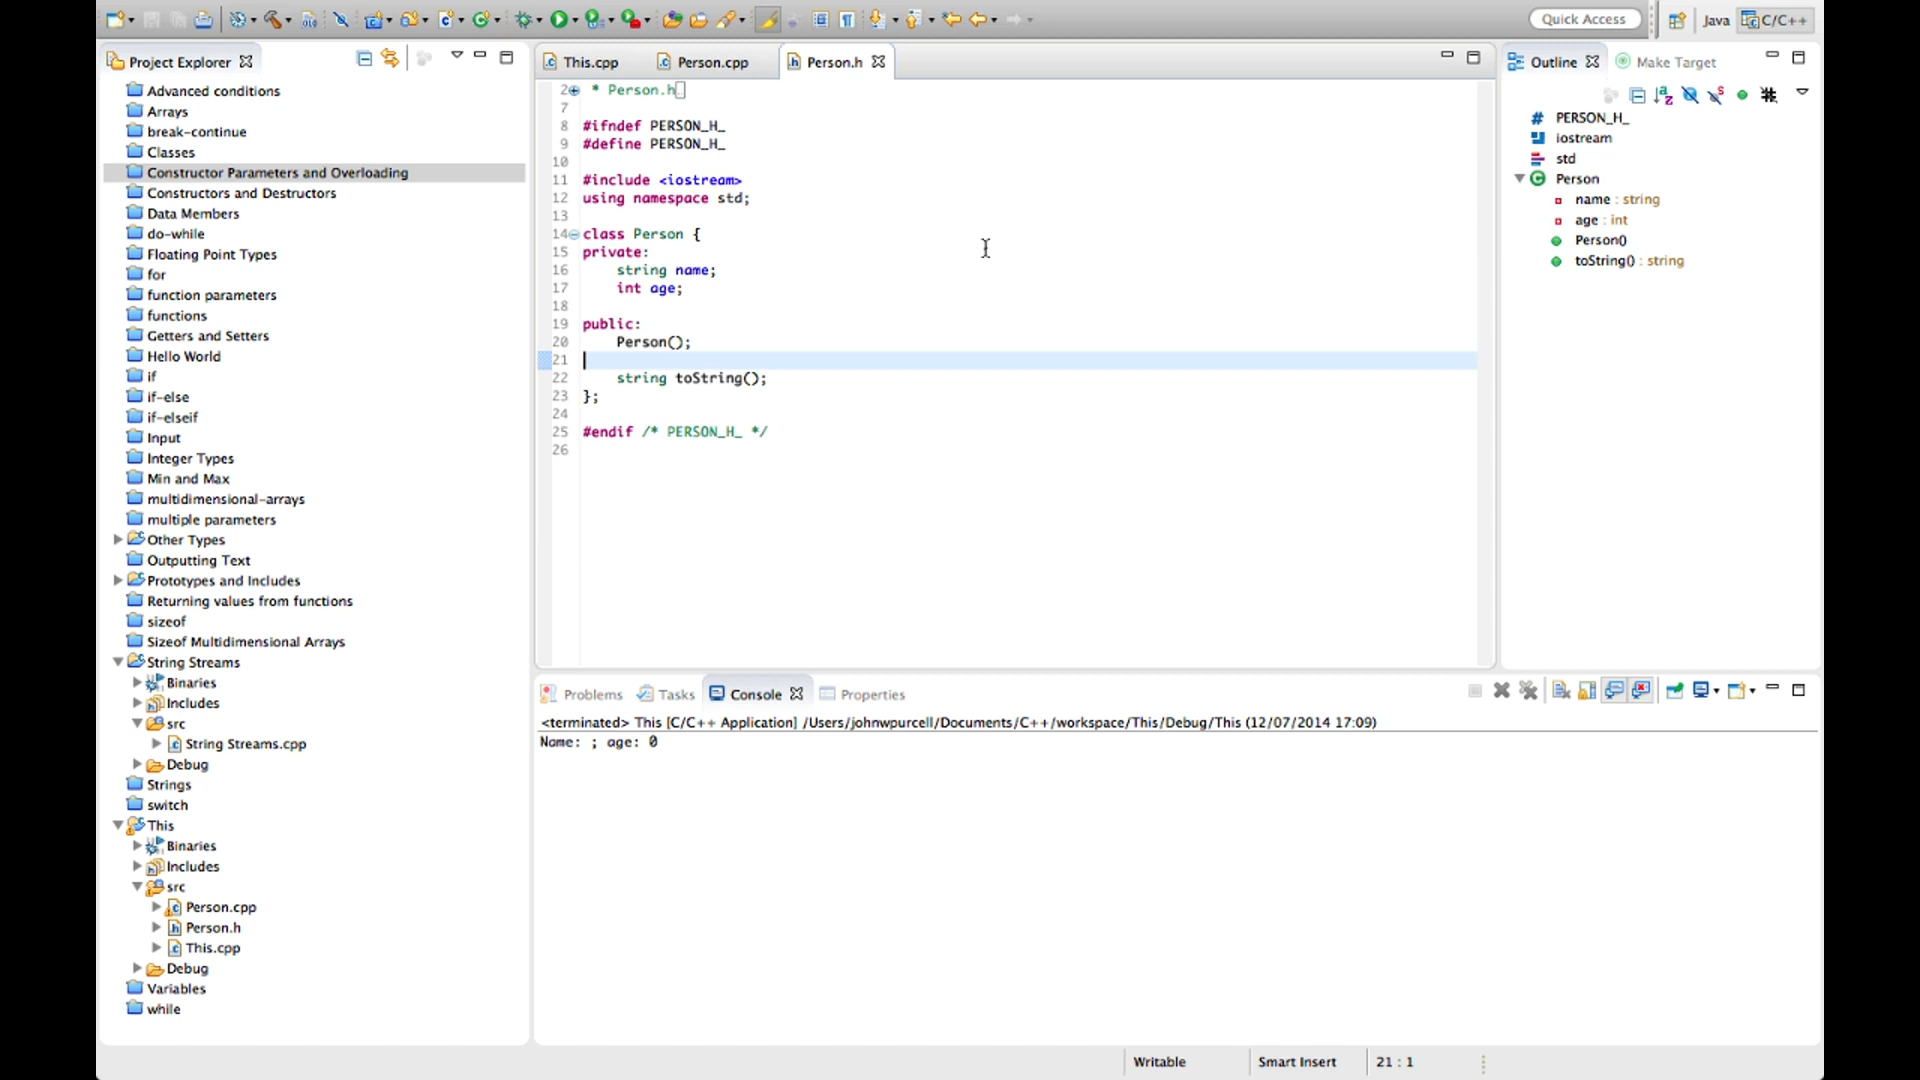 Quick Access
Java
C/C++
Project Explorer
Advanced conditions
Arrays
break-continue
Classes
Constructor Parameters and Overloading
Constructors and Destructors
Data Members
do-while
Floating Point Types
for
function parameters
functions
Getters and Setters
Hello World
if
if-else
if-elseif
Input
Integer Types
Min and Max
multidimensional-arrays
multiple parameters
Other Types
Outputting Text
Prototypes and Includes
Returning values from functions
sizeof
Sizeof Multidimensional Arrays
String Streams
Binaries
Includes
src
String Streams.cpp
Debug
Strings
switch
This
Binaries
Includes
src
Person.cpp
Person.h
This.cpp
Debug
Variables
while
This.cpp
Person.cpp
Person.h
2 * Person.h
7
8 #ifndef PERSON_H_
9 #define PERSON_H_
10
11 #include <iostream>
12 using namespace std;
13
14 class Person {
15 private:
16 string name;
17 int age;
18
19 public:
20 Person();
21
22 string toString();
23 };
24
25 #endif /* PERSON_H_ */
26
Outline
Make Target
PERSON_H_
iostream
std
Person
name : string
age : int
Person()
toString() : string
Problems
Tasks
Console
Properties
<terminated> This [C/C++ Application] /Users/johnwpurcell/Documents/C++/workspace/This/Debug/This (12/07/2014 17:09)
Name: ; age: 0
Writable
Smart Insert
21 : 1